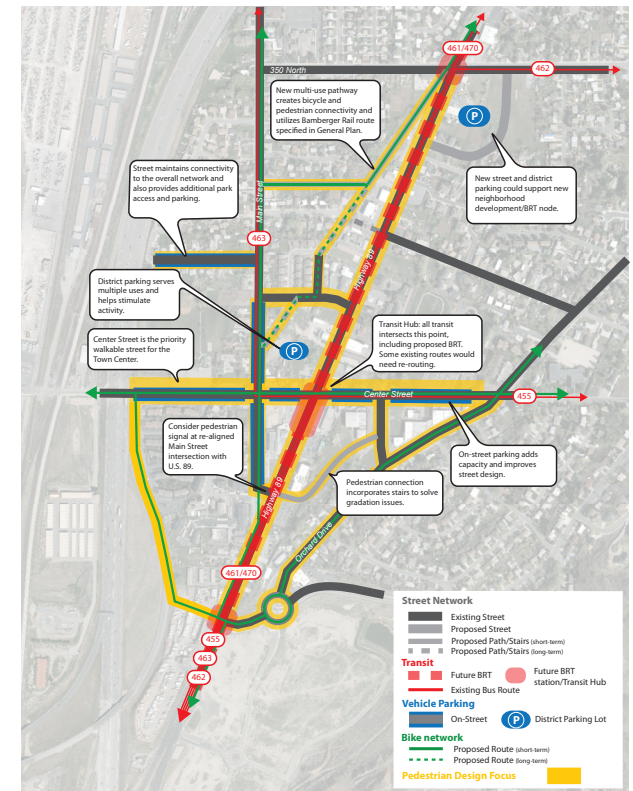 461/470
350 North
462
New multi-use pathway
creates bicycle and
pedestrian connectivity and
utilizes Bamberger Rail route
specified in General Plan.
P
Street maintains connectivity
to the overall network and
also provides additional park
access and parking.
New street and district
parking could support new
neighborhood
development/BRT node.
Main Street
463
Highway 89
District parking serves
multiple uses and
helps stimulate
activity.
Transit Hub: all transit
intersects this point,
including proposed BRT.
Some existing routes would
need re-routing.
Center Street is the priority
walkable street for the
Town Center.
P
Center Street
455
Consider pedestrian
signal at re-aligned
Main Street
intersection with
U.S. 89.
On-street parking adds
capacity and improves
street design.
Pedestrian connection
incorporates stairs to solve
gradation issues.
Highway 89
Orchard Drive
461/470
455
463
462
Street Network
Existing Street
Proposed Street
Proposed Path/Stairs (short-term)
Proposed Path/Stairs (long-term)
Transit
Future BRT
Future BRT
station/Transit Hub
Existing Bus Route
Vehicle Parking
On-Street
P
District Parking Lot
Bike network
Proposed Route (short-term)
Proposed Route (long-term)
Pedestrian Design Focus